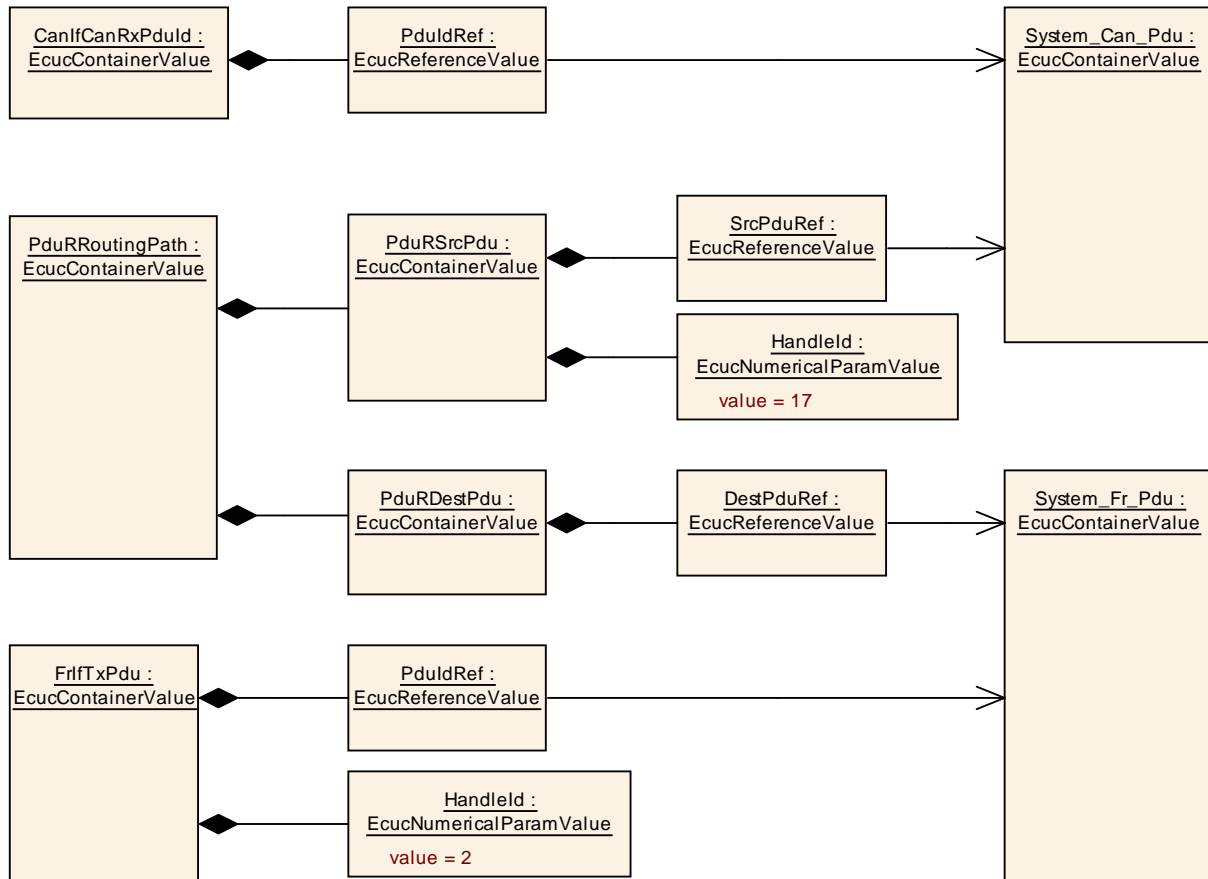 CanIfCanRxPduId :
EcucContainerValue
PduIdRef :
EcucReferenceValue
System_Can_Pdu :
EcucContainerValue
PduRRoutingPath :
EcucContainerValue
PduRSrcPdu :
EcucContainerValue
SrcPduRef :
EcucReferenceValue
HandleId :
EcucNumericalParamValue
value = 17
PduRDestPdu :
EcucContainerValue
DestPduRef :
EcucReferenceValue
System_Fr_Pdu :
EcucContainerValue
FrIfTxPdu :
EcucContainerValue
PduIdRef :
EcucReferenceValue
HandleId :
EcucNumericalParamValue
value = 2